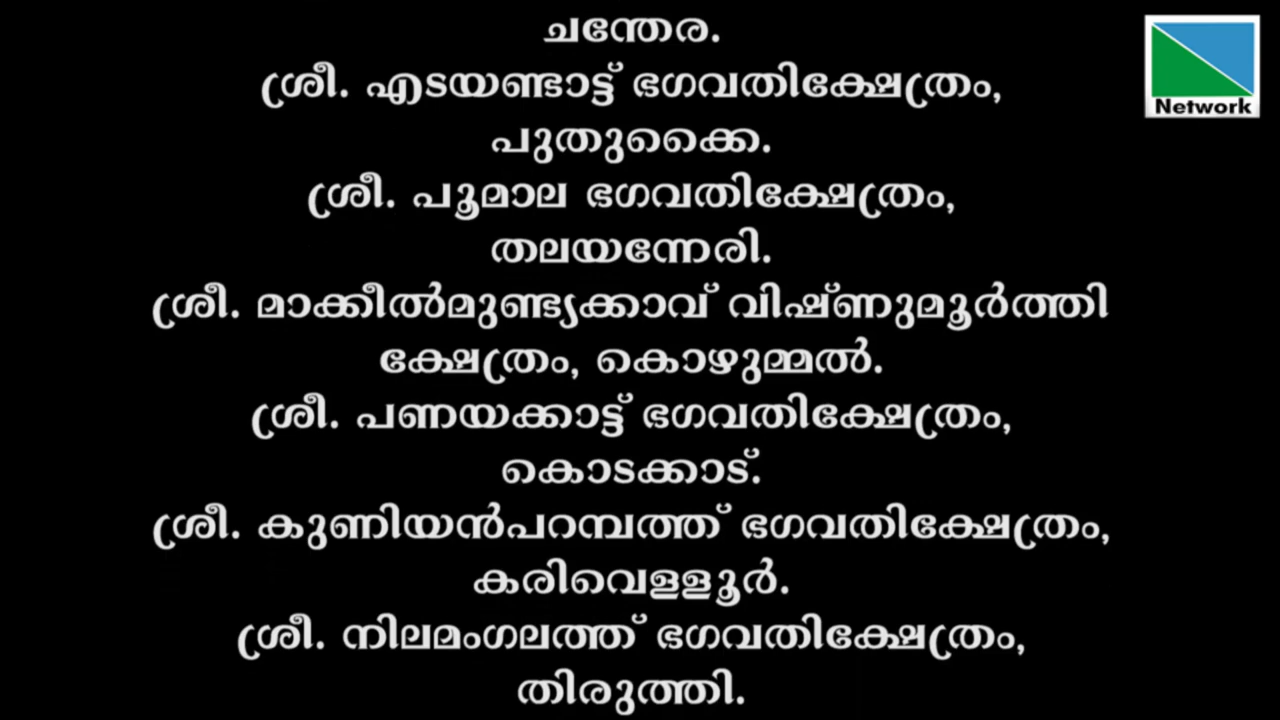 ചന്തേര.
ശ്രീ. എടയണ്ടാട്ട് ഭഗവതിക്ഷേത്രം,
പുതുക്കൈ.
ശ്രീ. പൂമാല ഭഗവതിക്ഷേത്രം,
തലയന്നേരി.
ശ്രീ. മാക്കീൽമുണ്ട്യക്കാവ് വിഷ്ണുമൂർത്തി
ക്ഷേത്രം, കൊഴുമ്മൽ.
ശ്രീ. പണയക്കാട്ട് ഭഗവതിക്ഷേത്രം,
കൊടക്കാട്.
ശ്രീ. കുണിയൻപറമ്പത്ത് ഭഗവതിക്ഷേത്രം,
കരിവെള്ളൂർ.
ശ്രീ. നിലമംഗലത്ത് ഭഗവതിക്ഷേത്രം,
തിരുത്തി.
Network